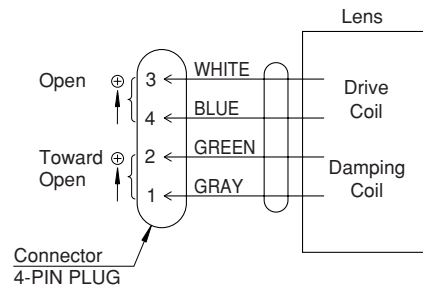 Lens
Open ⊕ 3 WHITE
4 BLUE
Drive
Coil
Toward ⊕ 2 GREEN
Open
1 GRAY
Damping
Coil
Connector
4-PIN PLUG